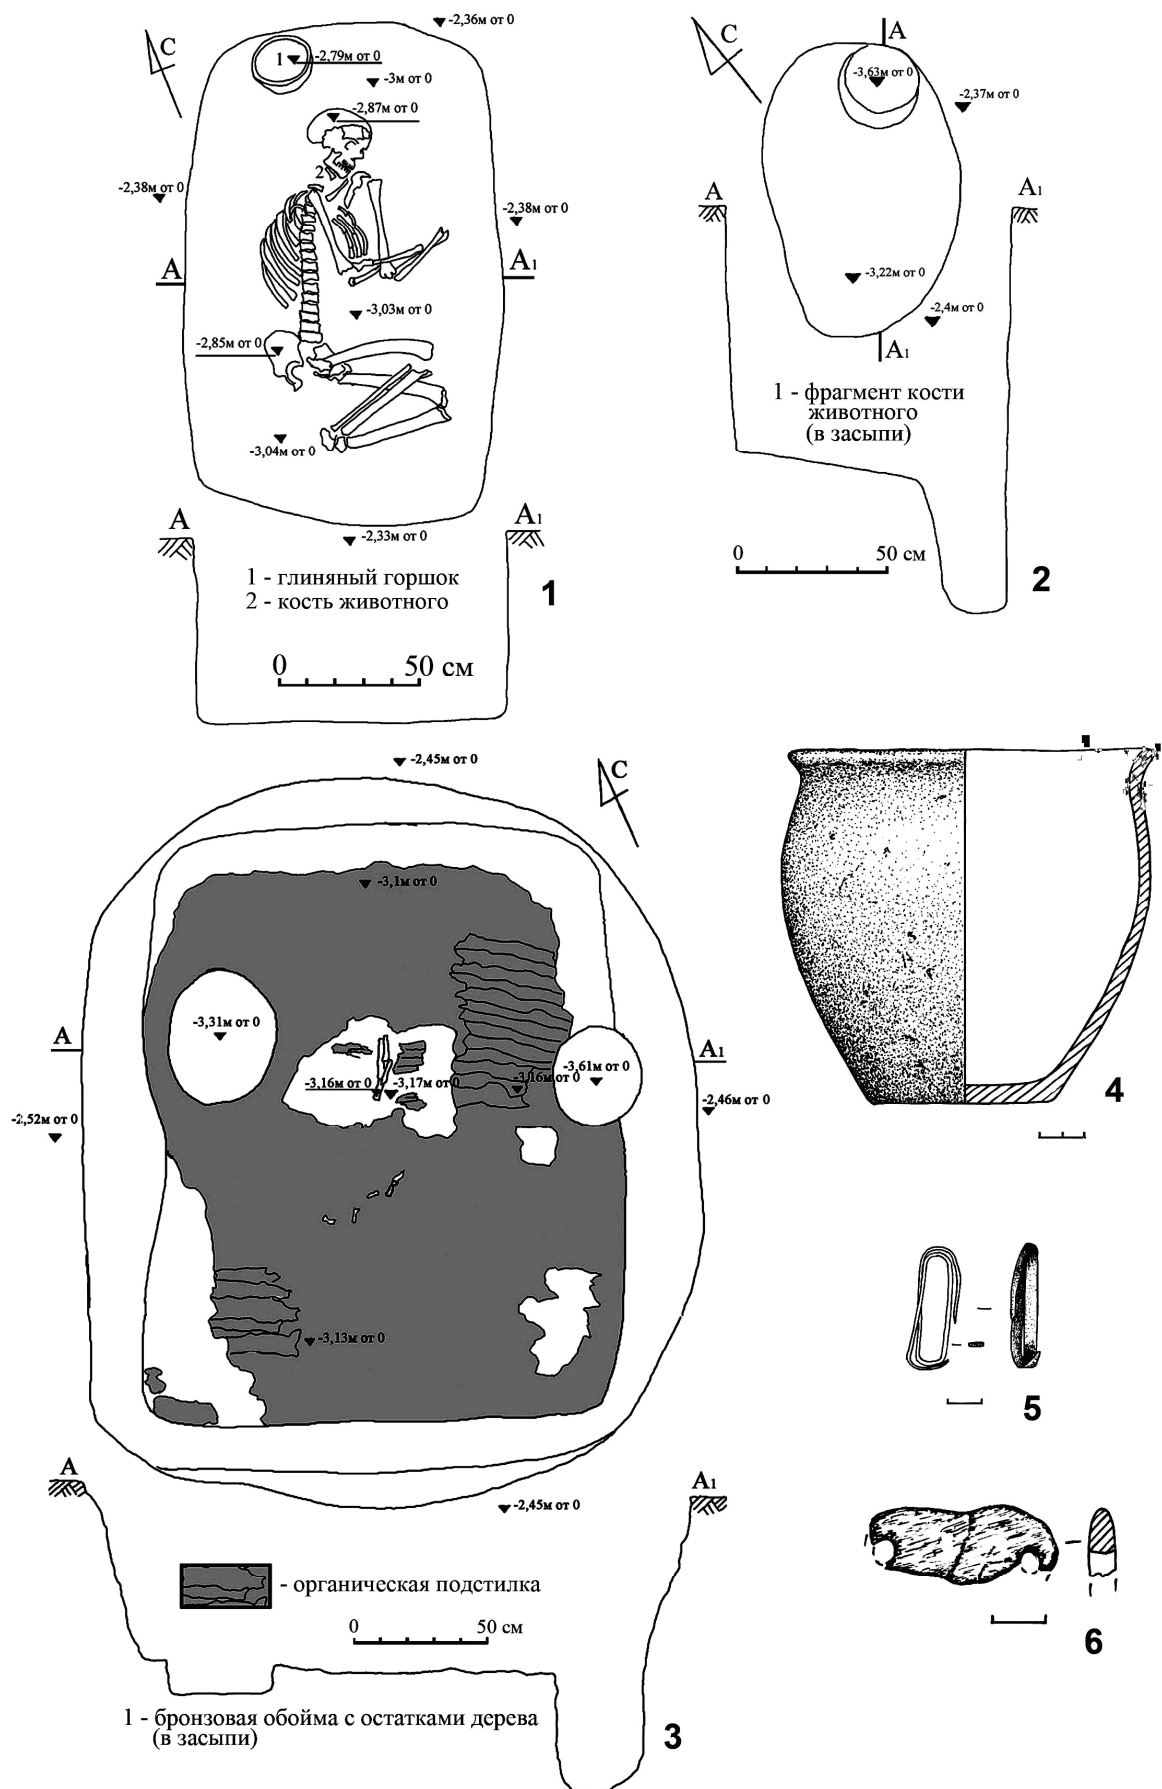 -2,36м от 0
С
1
-2,79м от 0
-3м от 0
-2,87м от 0
2
-2,38м от 0
-2,38м от 0
А
А1
-3,03м от 0
-2,85м от 0
-3,04м от 0
А
А1
-2,33м от 0
1 - глиняный горшок
2 - кость животного
1
0
50 см
С
А
-3,63м от 0
-2,37м от 0
А
А1
-3,22м от 0
-2,4м от 0
А1
1 - фрагмент кости
животного
(в засыпи)
0
50 см
2
-2,45м от 0
С
-3,1м от 0
-3,31м от 0
А
А1
-3,61м от 0
-3,16м от 0
-3,17м от 0
-3,16м от 0
-2,46м от 0
-2,52м от 0
-3,13м от 0
А
А1
-2,45м от 0
- органическая подстилка
0
50 см
1 - бронзовая обойма с остатками дерева
(в засыпи)
3
4
5
6